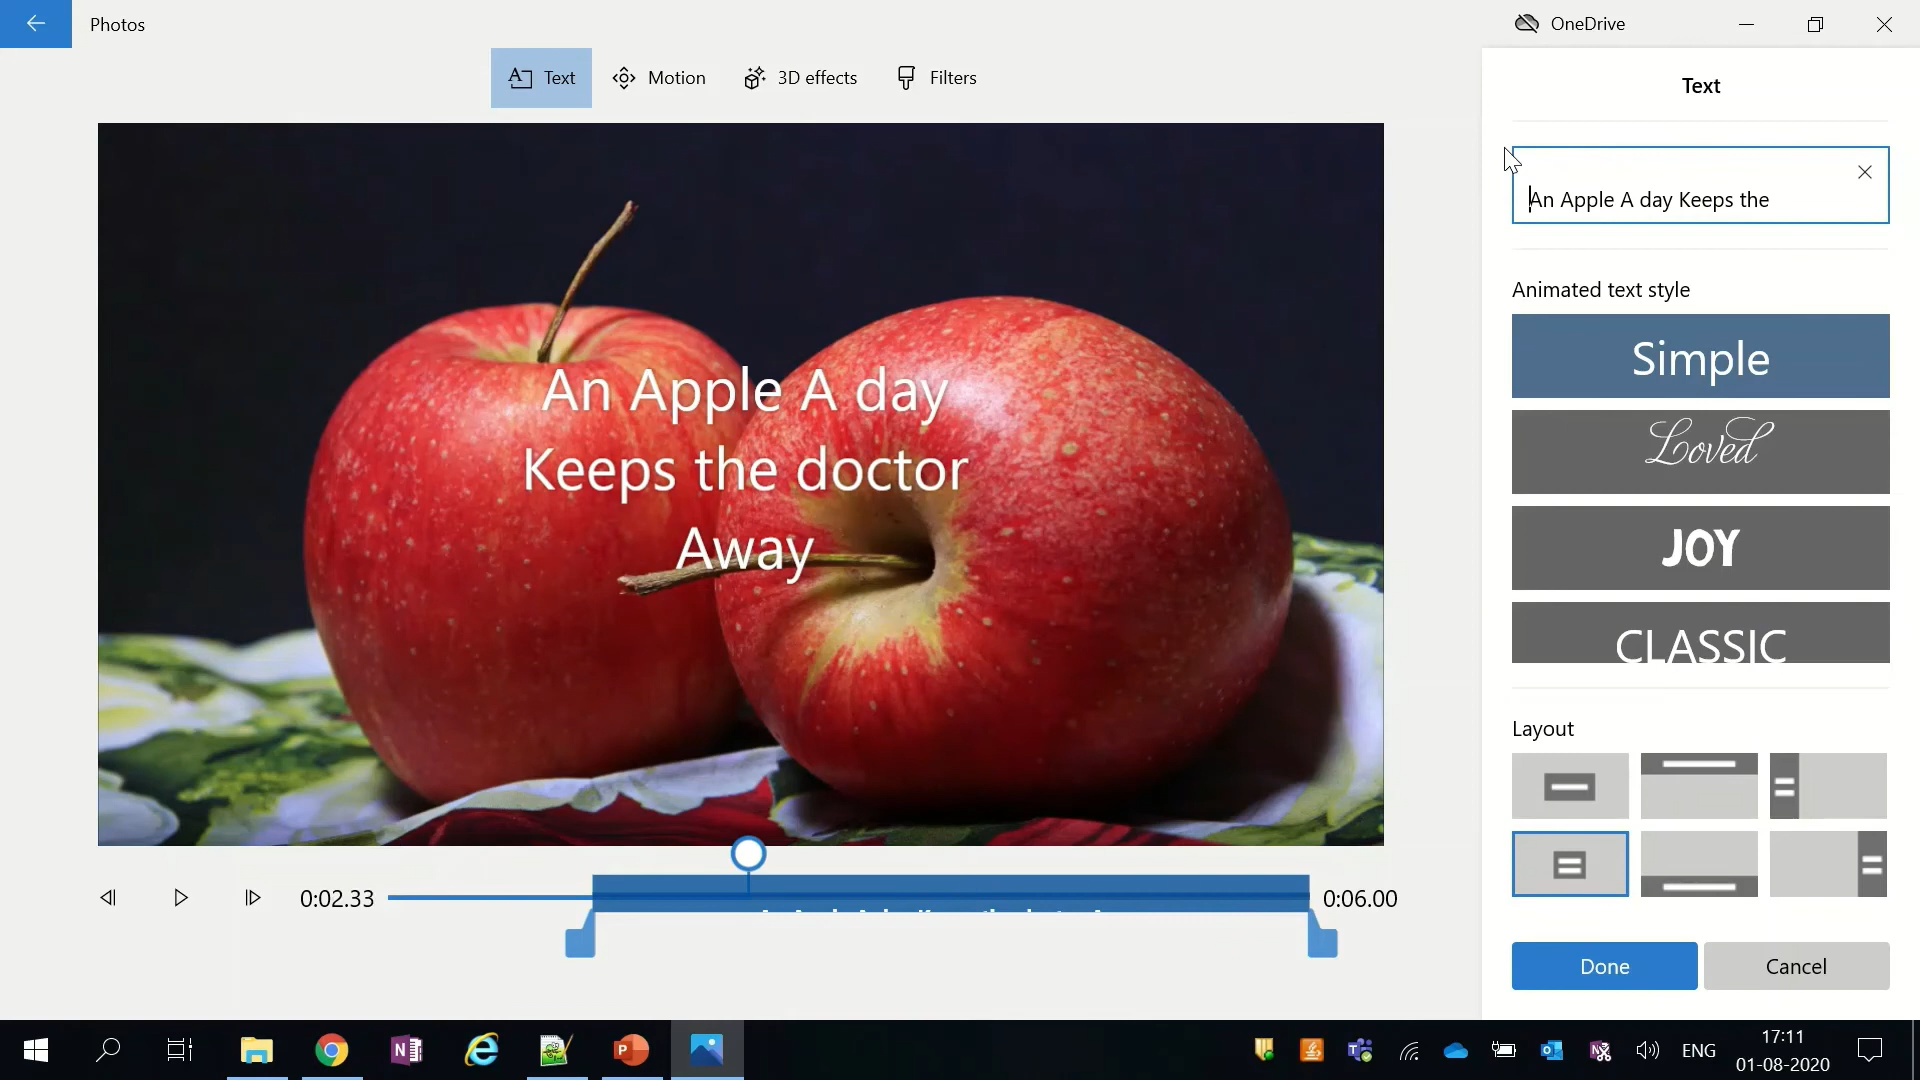 Photos
OneDrive
Text
Motion
3D effects
Filters
An Apple A day
Keeps the doctor
Away
0:02.33
0:06.00
Text
An Apple A day Keeps the
Animated text style
Simple
Loved
JOY
CLASSIC
Layout
Done
Cancel
ENG
17:11
01-08-2020